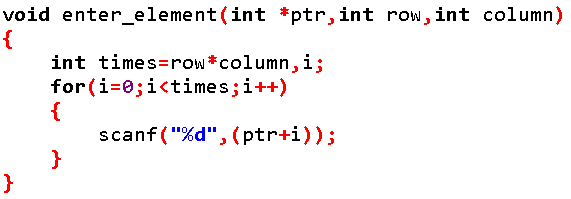 void enter_element(int *ptr,int row,int column)
{
    int times=row*column,i;
    for(i=0;i<times;i++)
    {
        scanf("%d",(ptr+i));
    }
}